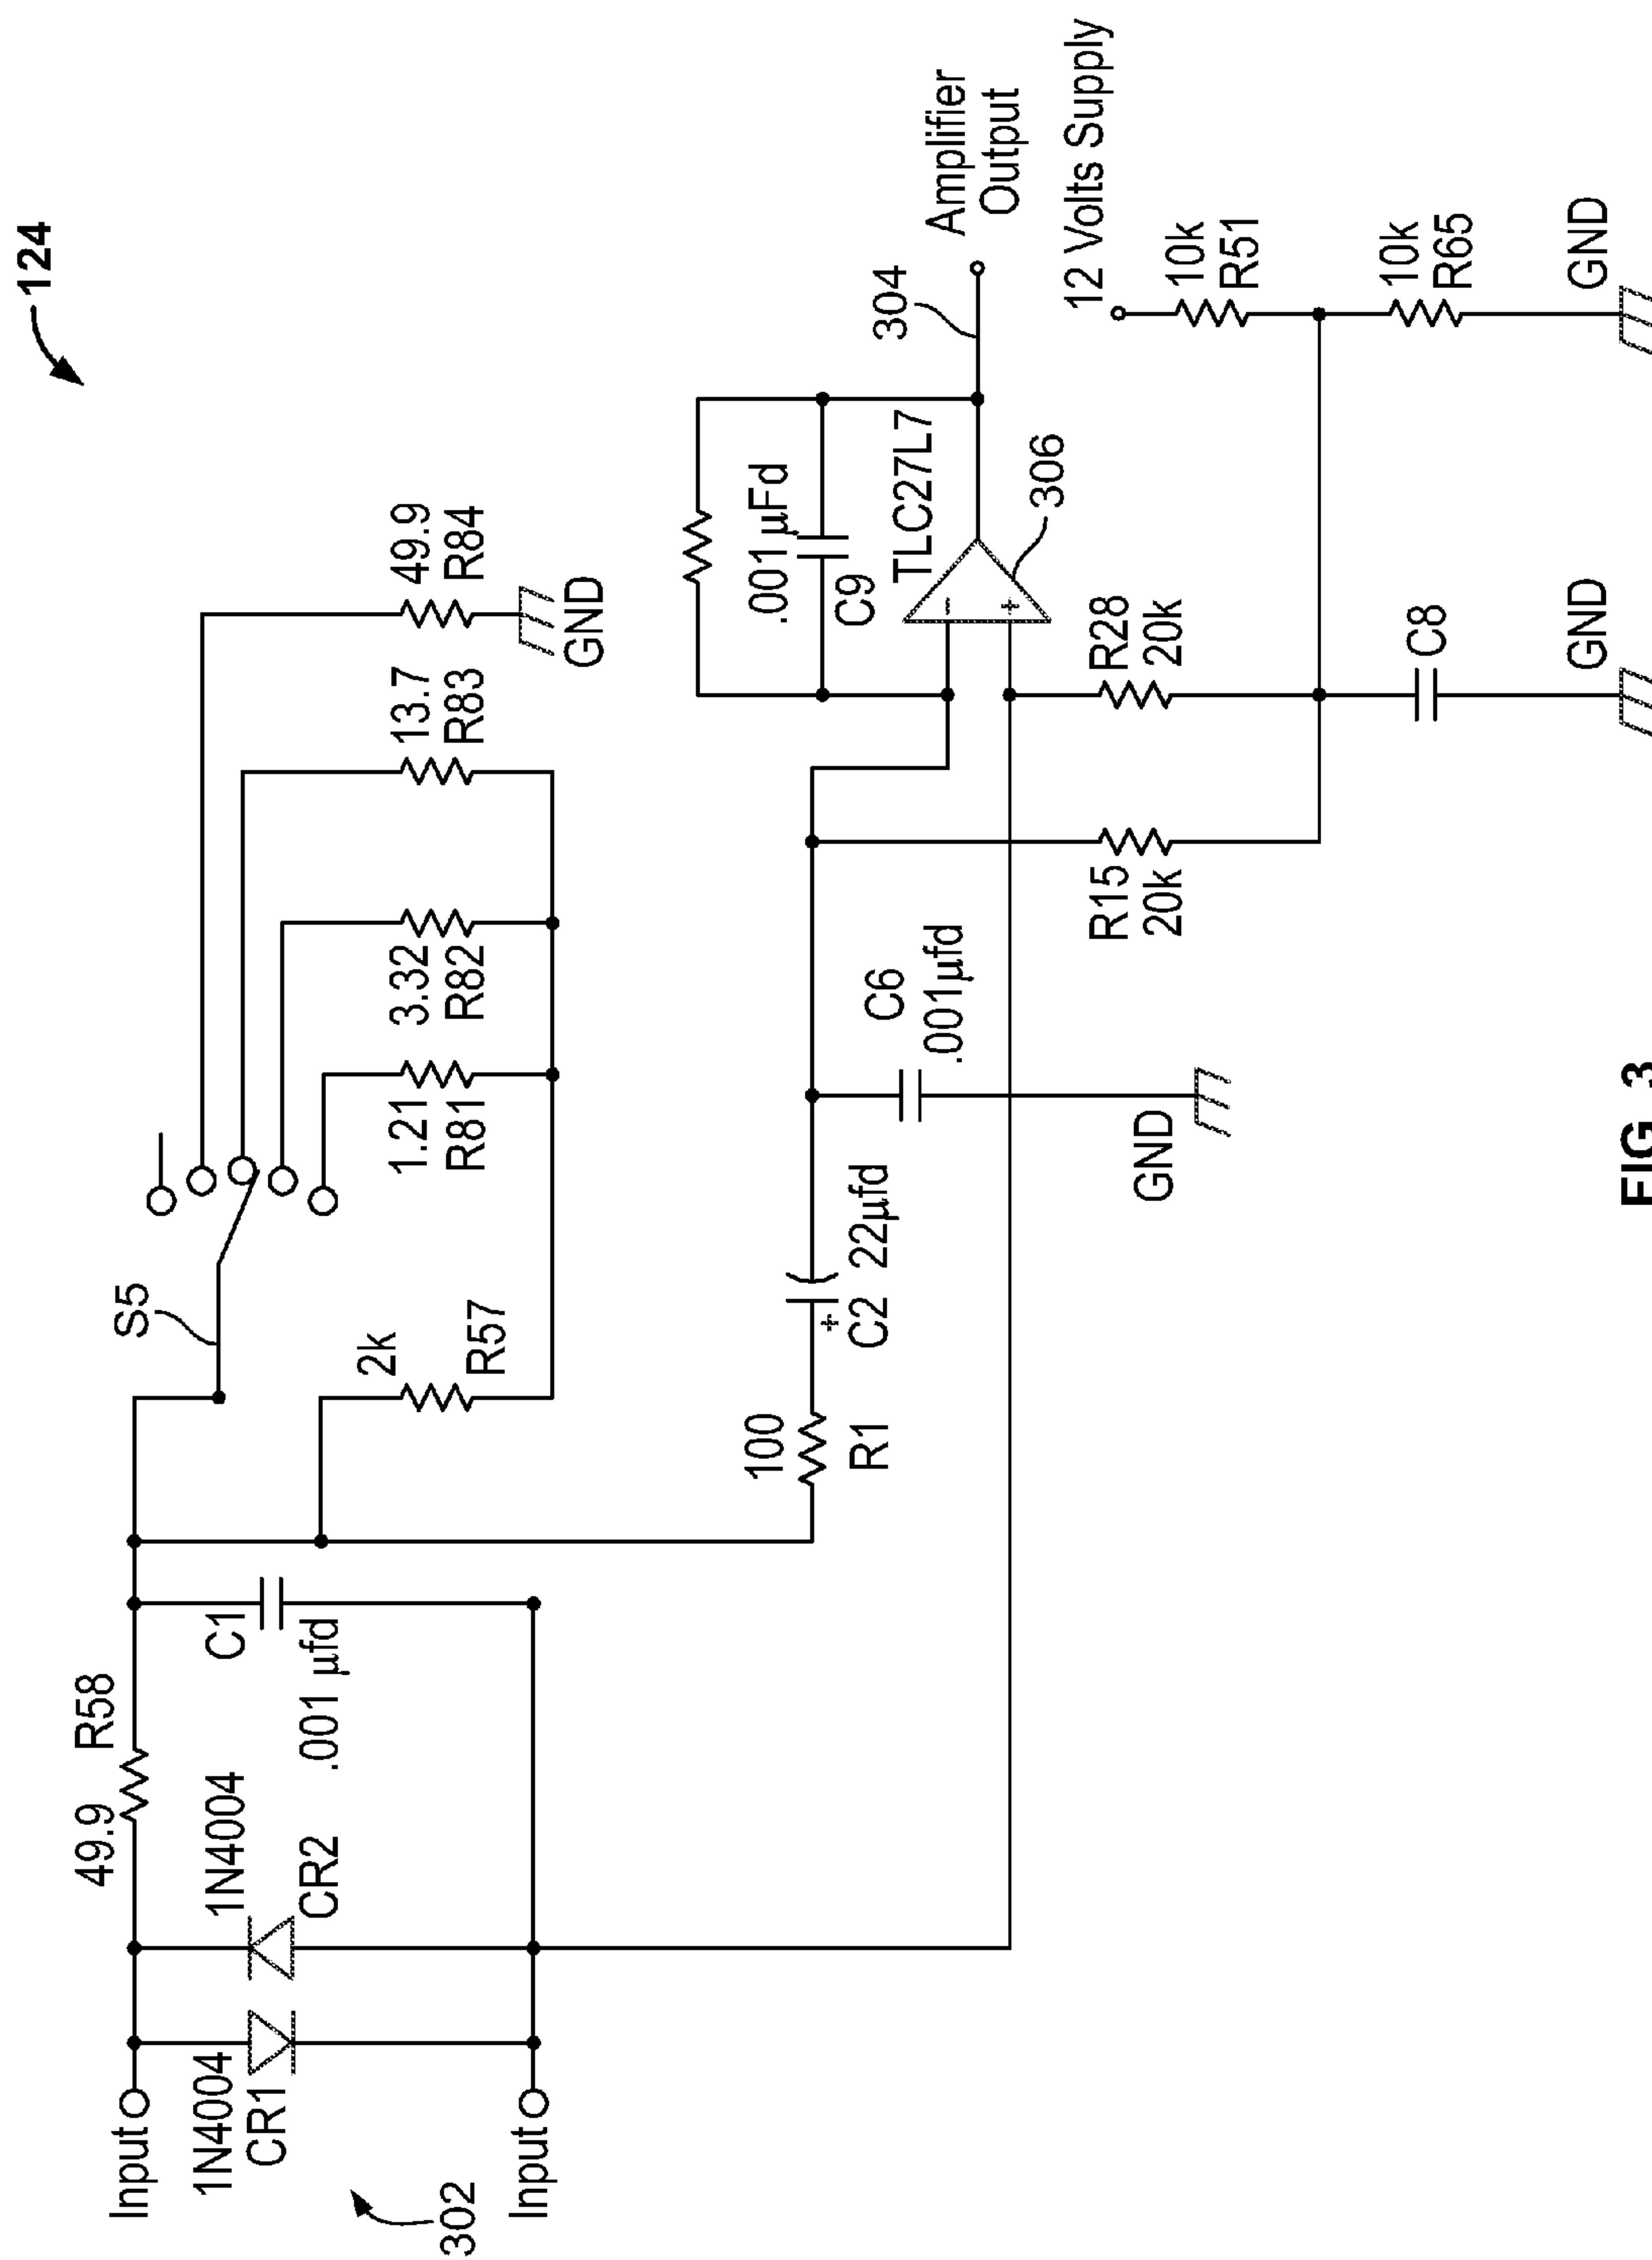 124
Input
49.9 R58
1N4004
CR1
1N4004
CR2
C1
.001 µfd
Input
302
S5
2k
R57
1.21
R81
3.32
R82
13.7
R83
49.9
R84
GND
100
R1
C2 22µfd
+
C6
.001µfd
GND
.001 µFd
C9
TLC27L7
−
+
306
304
Amplifier
Output
12 Volts Supply
R15
20k
R28
20k
10k
R51
10k
R65
C8
GND
GND
FIG. 3